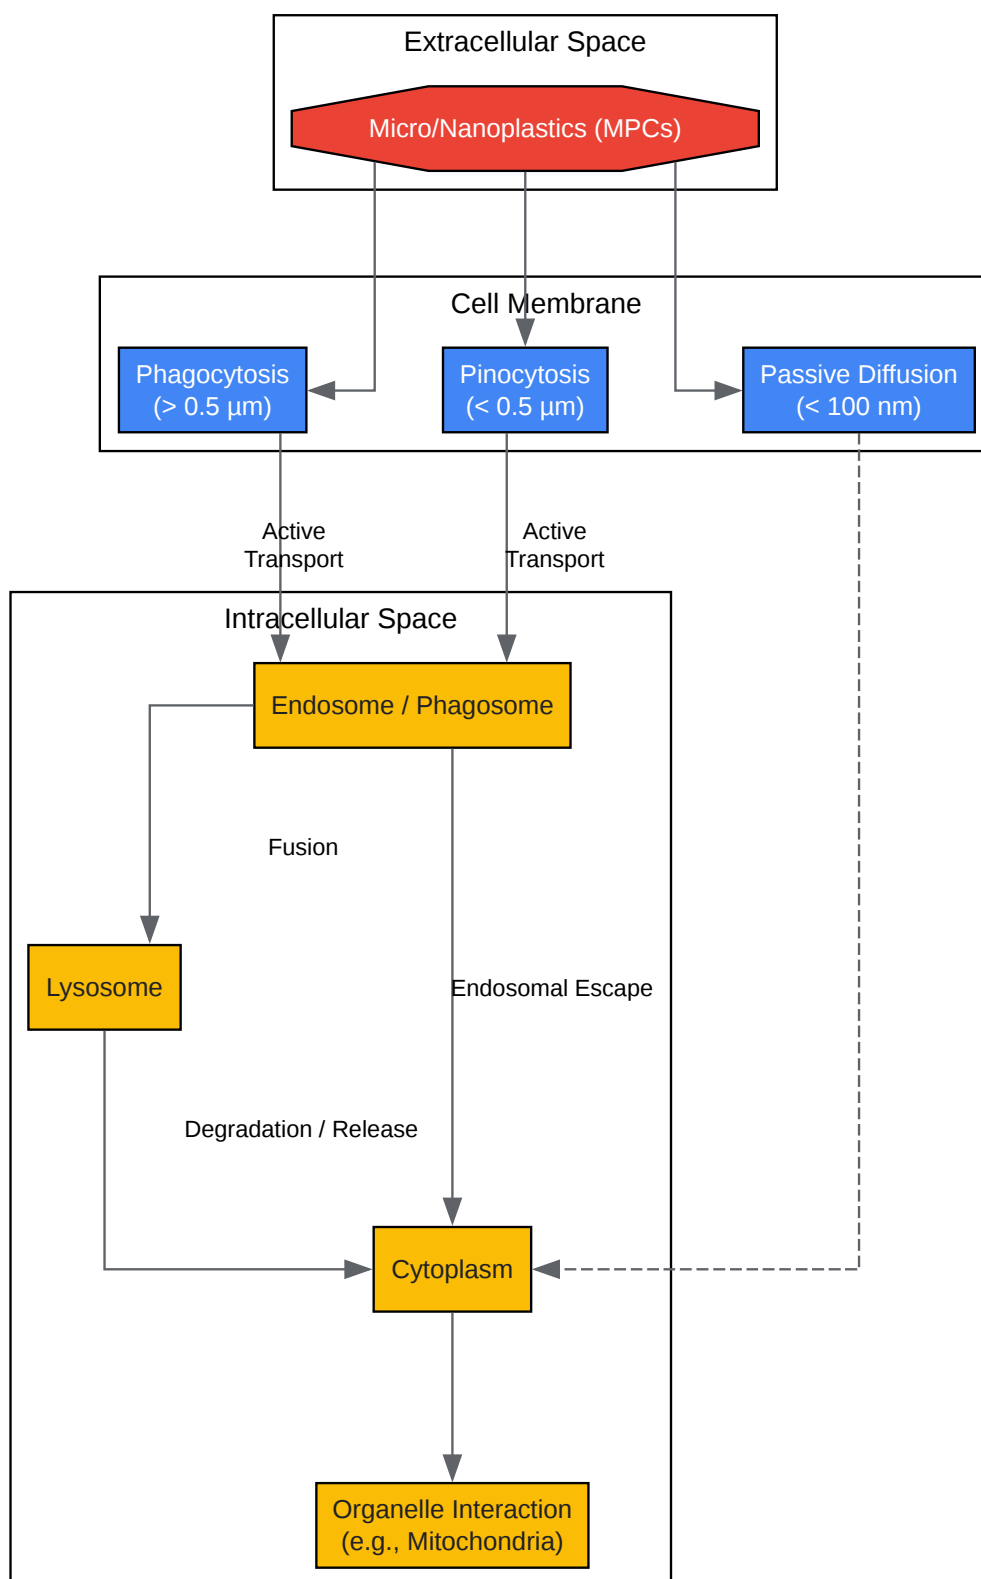 Extracellular Space
Micro/Nanoplastics (MPCs)
Cell Membrane
Phagocytosis
(> 0.5 µm)
Pinocytosis
(< 0.5 µm)
Passive Diffusion
(< 100 nm)
Active
Transport
Active
Transport
Intracellular Space
Endosome / Phagosome
Fusion
Lysosome
Endosomal Escape
Degradation / Release
Cytoplasm
Organelle Interaction
(e.g., Mitochondria)